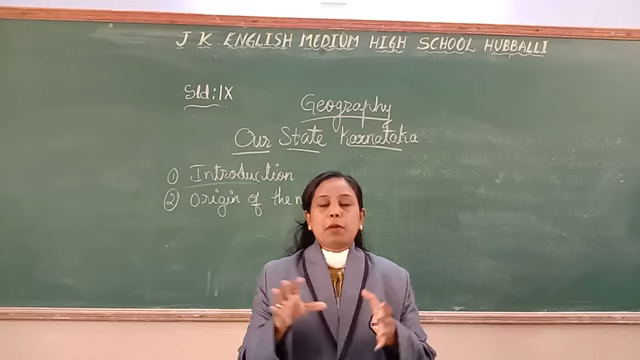 J K ENGLISH MEDIUM HIGH SCHOOL HUBBALLI
Std:IX
Geography
Our State Karnataka
① Introduction
② Origin of the